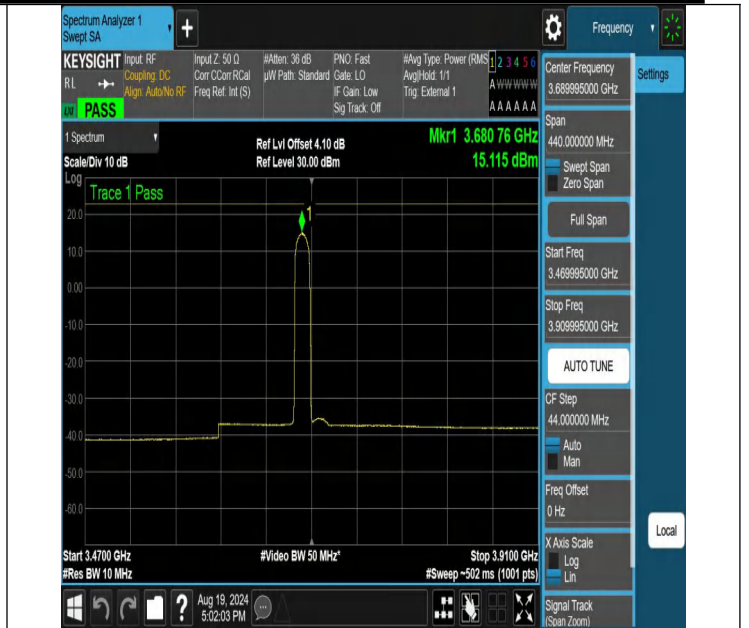 Spectrum Analyzer 1
Swept SA
+
Frequency
KEYSIGHT
RL
PASS
Input: RF
Coupling: DC
Align: Auto/No RF
Input Z: 50 Ω
Corr CCorr RCal
Freq Ref: Int (S)
#Atten: 36 dB
µW Path: Standard
PNO: Fast
Gate: LO
IF Gain: Low
Sig Track: Off
#Avg Type: Power (RMS
Avg|Hold: 1/1
Trig: External 1
1 2 3 4 5 6
A W W W W W
A A A A A A
Center Frequency
3.689995000 GHz
Settings
Span
440.000000 MHz
Swept Span
Zero Span
Full Span
Start Freq
3.469995000 GHz
Stop Freq
3.909995000 GHz
AUTO TUNE
CF Step
44.000000 MHz
Auto
Man
Freq Offset
0 Hz
X Axis Scale
Log
Lin
Local
Signal Track
(Span Zoom)
1 Spectrum
Scale/Div 10 dB
Ref Lvl Offset 4.10 dB
Ref Level 30.00 dBm
Mkr1 3.680 76 GHz
15.115 dBm
Log
Trace 1 Pass
1
20.0
10.0
0.00
-10.0
-20.0
-30.0
-40.0
-50.0
-60.0
Start 3.4700 GHz
#Res BW 10 MHz
#Video BW 50 MHz*
Stop 3.9100 GHz
#Sweep ~502 ms (1001 pts)
?
Aug 19, 2024
5:02:03 PM